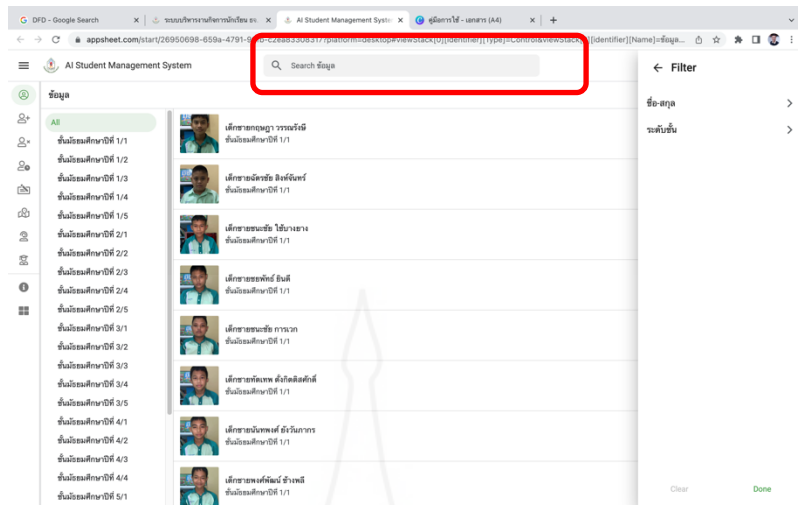 DFD - Google Search
AI Student Management Syste
คู่มือการใช้ - เอกสาร (A4)
AI Student Management System
Search ข้อมูล
Filter
ข้อมูล
ชื่อ-สกุล
ระดับชั้น
All
ชั้นมัธยมศึกษาปีที่ 1/1
ชั้นมัธยมศึกษาปีที่ 1/2
ชั้นมัธยมศึกษาปีที่ 1/3
ชั้นมัธยมศึกษาปีที่ 1/4
ชั้นมัธยมศึกษาปีที่ 1/5
ชั้นมัธยมศึกษาปีที่ 2/1
ชั้นมัธยมศึกษาปีที่ 2/2
ชั้นมัธยมศึกษาปีที่ 2/3
ชั้นมัธยมศึกษาปีที่ 2/4
ชั้นมัธยมศึกษาปีที่ 2/5
ชั้นมัธยมศึกษาปีที่ 3/1
ชั้นมัธยมศึกษาปีที่ 3/2
ชั้นมัธยมศึกษาปีที่ 3/3
ชั้นมัธยมศึกษาปีที่ 3/4
ชั้นมัธยมศึกษาปีที่ 3/5
ชั้นมัธยมศึกษาปีที่ 4/1
ชั้นมัธยมศึกษาปีที่ 4/2
ชั้นมัธยมศึกษาปีที่ 4/3
ชั้นมัธยมศึกษาปีที่ 4/4
ชั้นมัธยมศึกษาปีที่ 5/1
เด็กชายกฤษฎา วรรณรังษี
ชั้นมัธยมศึกษาปีที่ 1/1
เด็กชายฉัตรชัย สิงห์จันทร์
ชั้นมัธยมศึกษาปีที่ 1/1
เด็กชายชนะชัย ใช้บางยาง
ชั้นมัธยมศึกษาปีที่ 1/1
เด็กชายชยพัทธ์ ยินดี
ชั้นมัธยมศึกษาปีที่ 1/1
เด็กชายธนะชัย การเวก
ชั้นมัธยมศึกษาปีที่ 1/1
เด็กชายทัตเทพ ตั้งกิตติสศักดิ์
ชั้นมัธยมศึกษาปีที่ 1/1
เด็กชายนันทพงศ์ ยังวันภากร
ชั้นมัธยมศึกษาปีที่ 1/1
เด็กชายพงศ์พัฒน์ ช้างพลี
ชั้นมัธยมศึกษาปีที่ 1/1
Clear
Done